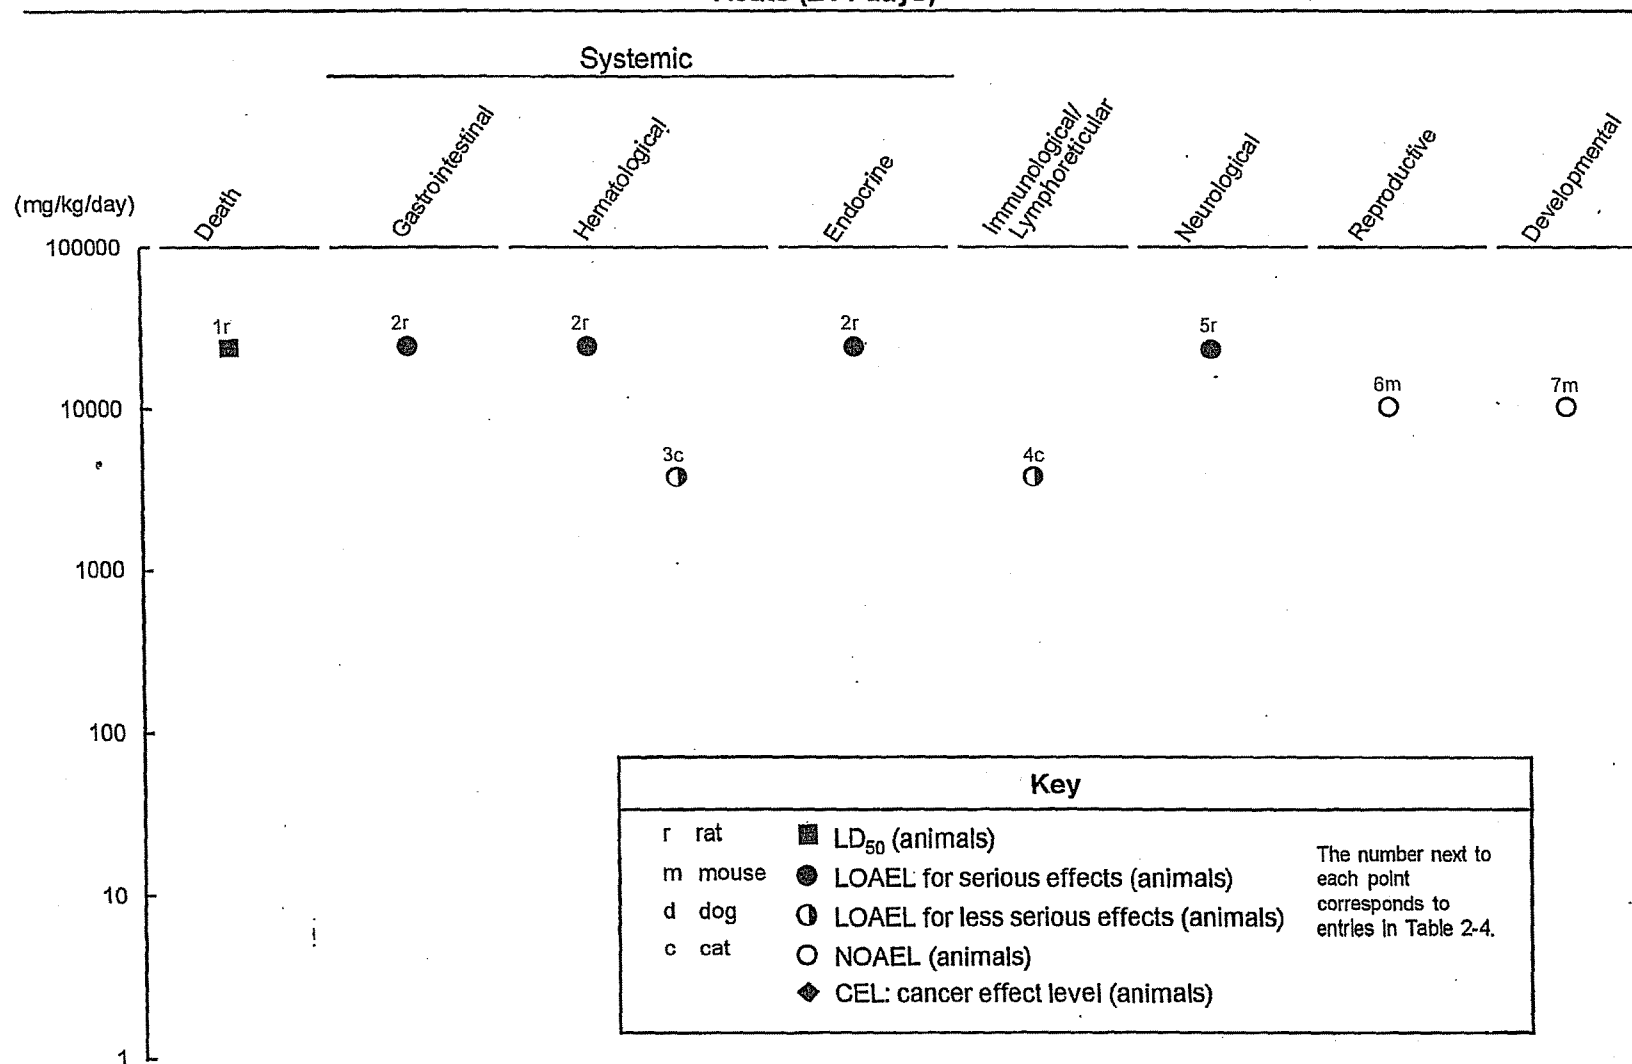 Systemic
(mg/kg/day)
Death
Gastrointestinal
Hematological
Endocrine
Immunological/
Lymphoreticular
Neurological
Reproductive
Developmental
100000
1r
2r
2r
2r
5r
10000
6m
7m
3c
4c
1000
100
10
1
Key
r rat
m mouse
d dog
c cat
LD50 (animals)
LOAEL for serious effects (animals)
LOAEL for less serious effects (animals)
NOAEL (animals)
CEL: cancer effect level (animals)
The number next to
each point
corresponds to
entries in Table 2-4.